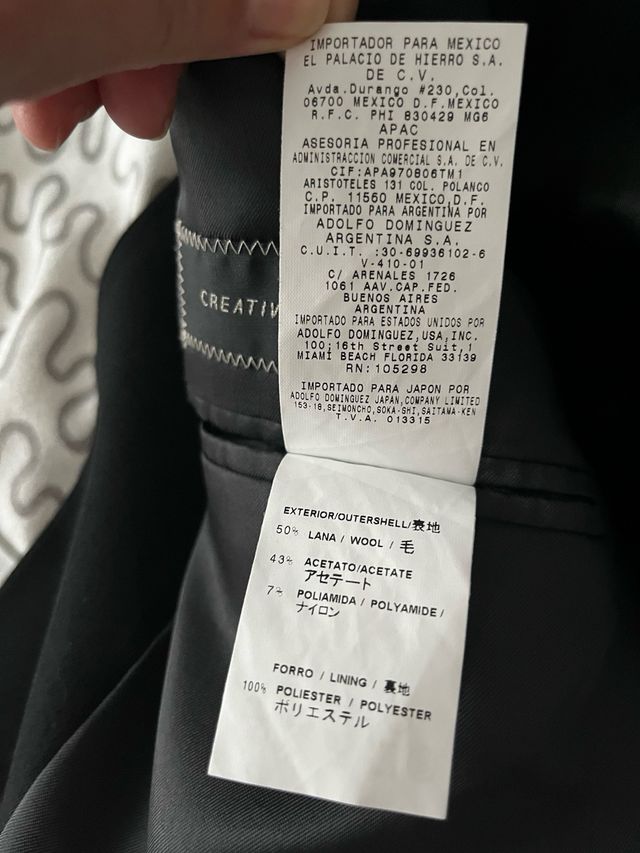 IMPORTADOR PARA MEXICO
EL PALACIO DE HIERRO S.A.
DE C.V.
Avda.Durango #230,Col.
06700 MEXICO D.F.MEXICO
R.F.C. PHI 830429 MG6
APAC
ASESORIA PROFESIONAL EN
ADMINISTRACCION COMERCIAL S.A. DE C.V.
CIF:APA970806TM1
ARISTOTELES 131 COL. POLANCO
C.P. 11560 MEXICO,D.F.
IMPORTADO PARA ARGENTINA POR
ADOLFO DOMINGUEZ
ARGENTINA S.A.
C.U.I.T. :30-69936102-6
V-410-01
C/ ARENALES 1726
1061 AAV.CAP.FED.
BUENOS AIRES
ARGENTINA
IMPORTADO PARA ESTADOS UNIDOS POR
ADOLFO DOMINGUEZ,USA,INC.
100;16th Street Suit,1
MIAMI BEACH FLORIDA 33139
RN:105298
IMPORTADO PARA JAPON POR
ADOLFO DOMINGUEZ JAPAN,COMPANY LIMITED
153-18,SEIMONCHO,SOKA-SHI,SAITAMA-KEN
T.V.A. 013315
CREATIV
EXTERIOR/OUTERSHELL/表地
50% LANA / WOOL / 毛
43% ACETATO/ACETATE
アセテート
7% POLIAMIDA / POLYAMIDE /
ナイロン
FORRO / LINING / 裏地
100% POLIESTER / POLYESTER
ポリエステル